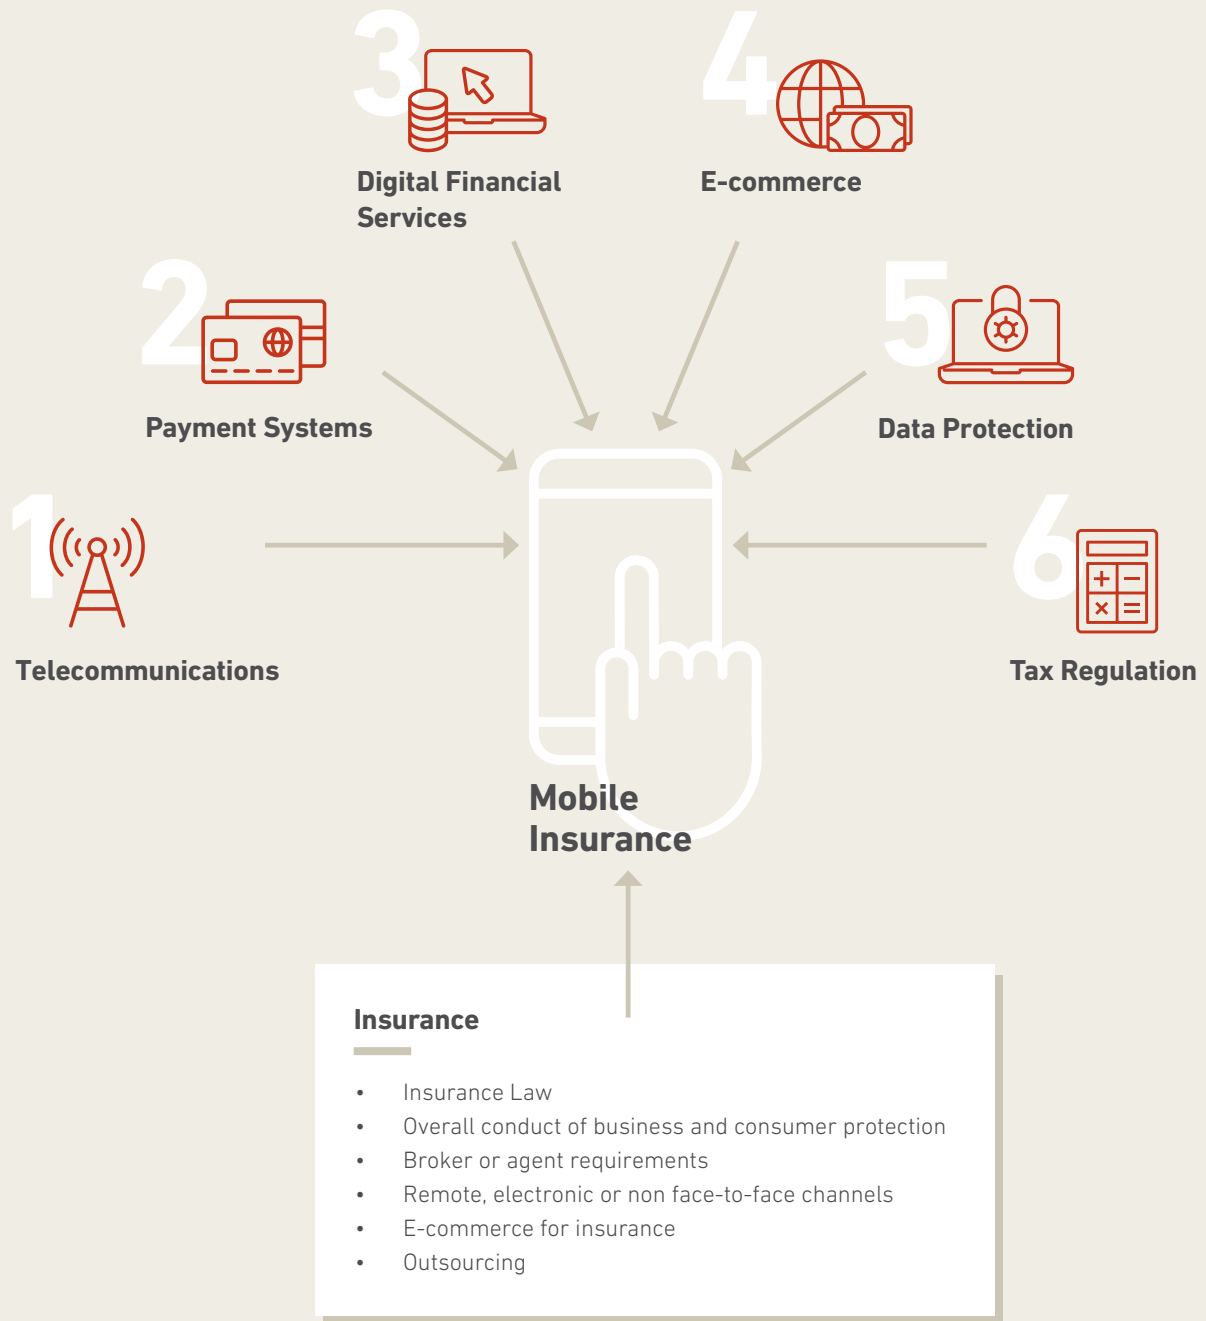 3
Digital Financial
Services
4
E-commerce
2
Payment Systems
5
Data Protection
1
Telecommunications
6
Tax Regulation
Mobile
Insurance
Insurance
• Insurance Law
• Overall conduct of business and consumer protection
• Broker or agent requirements
• Remote, electronic or non face-to-face channels
• E-commerce for insurance
• Outsourcing